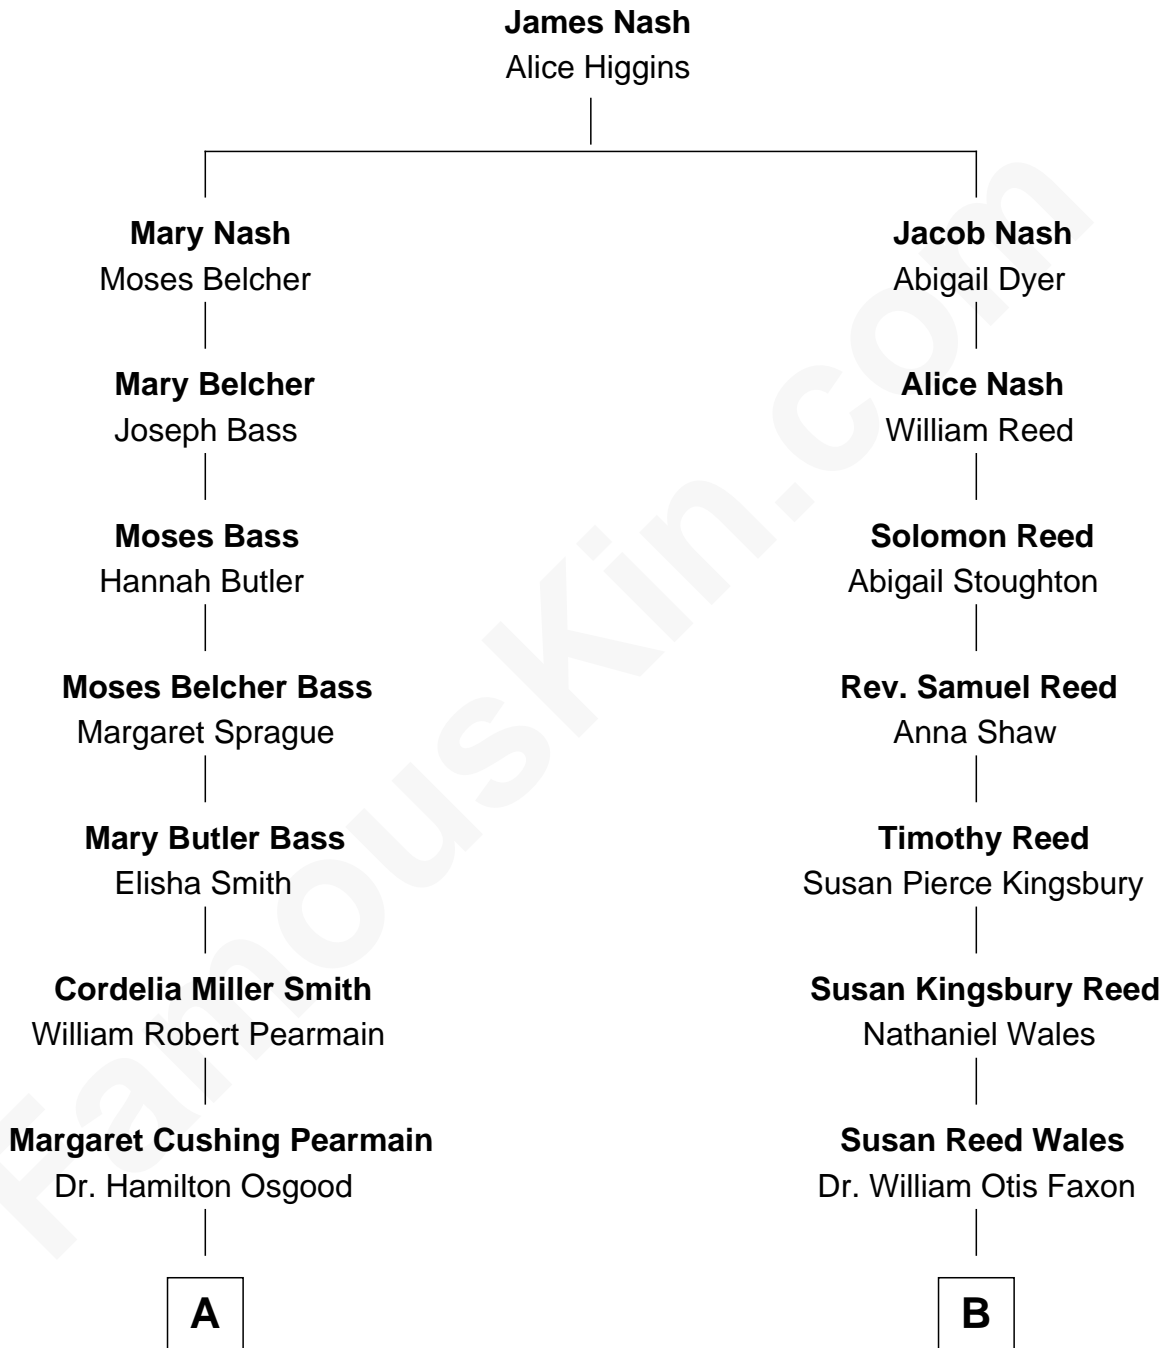 James Nash
Alice Higgins
Mary Nash
Moses Belcher
Jacob Nash
Abigail Dyer
Mary Belcher
Joseph Bass
Alice Nash
William Reed
Moses Bass
Hannah Butler
Solomon Reed
Abigail Stoughton
Moses Belcher Bass
Margaret Sprague
Rev. Samuel Reed
Anna Shaw
Mary Butler Bass
Elisha Smith
Timothy Reed
Susan Pierce Kingsbury
Cordelia Miller Smith
William Robert Pearmain
Susan Kingsbury Reed
Nathaniel Wales
Margaret Cushing Pearmain
Dr. Hamilton Osgood
Susan Reed Wales
Dr. William Otis Faxon
A
B
FamousKin.com